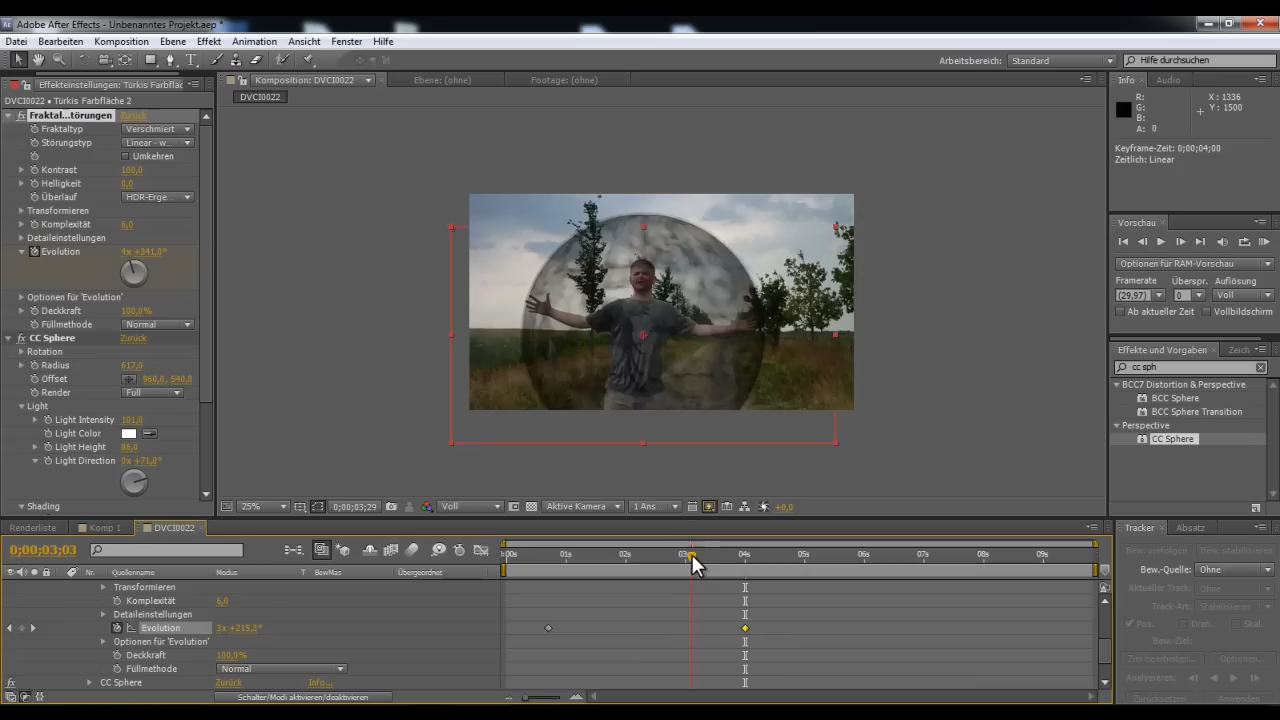 Adobe After Effects - Unbenanntes Projekt.aep *
Datei Bearbeiten Komposition Ebene Effekt Animation Ansicht Fenster Hilfe
Arbeitsbereich: Standard Hilfe durchsuchen
Effekteinstellungen: Türkis Farbfläc
DVCI0022 • Türkis Farbfläche 2
Fraktal...törungen Zurück
Fraktaltyp Verschmiert
Störungstyp Linear - w...
Umkehren
Kontrast 100,0
Helligkeit 0,0
Überlauf HDR-Erge...
Transformieren
Komplexität 6,0
Detaileinstellungen
Evolution 4x +341,0°
Optionen für 'Evolution'
Deckkraft 100,0%
Füllmethode Normal
CC Sphere Zurück
Rotation
Radius 617,0
Offset 960,0, 540,0
Render Full
Light
Light Intensity 101,0
Light Color
Light Height 86,0
Light Direction 0x +71,0°
Shading
Komposition: DVCI0022 Ebene: (ohne) Footage: (ohne)
DVCI0022
25% 0;00;03;29 Voll Aktive Kamera 1 Ans... +0,0
Info Audio
R: X : 1336
G: Y : 1500
B:
A: 0
Keyframe-Zeit: 0;00;04;00
Zeitlich: Linear
Vorschau
Optionen für RAM-Vorschau
Framerate Überspr. Auflösung
(29,97) 0 Voll
Ab aktueller Zeit Vollbildschirm
Effekte und Vorgaben Zeich
cc sph
BCC7 Distortion & Perspective
BCC Sphere
BCC Sphere Transition
Perspective
CC Sphere
Renderliste Komp 1 DVCI0022
0;00;03;03
:00s 01s 02s 03s 04s 05s 06s 07s 08s 09s
Nr. Quellenname Modus T BewMas Übergeordnet
Transformieren
Komplexität 6,0
Detaileinstellungen
Evolution 3x +215,3°
Optionen für 'Evolution'
Deckkraft 100,0%
Füllmethode Normal
CC Sphere Zurück Info...
Schalter/Modi aktivieren/deaktivieren
Tracker Absatz
Bew. verfolgen Bew. stabilisieren
Bew.-Quelle: Ohne
Aktueller Track: Ohne
Track-Art: Stabilisieren
Pos. Dreh. Skal.
Bew.-Ziel:
Ziel bearbeiten... Optionen...
Analysieren:
Zurücksetzen Anwenden